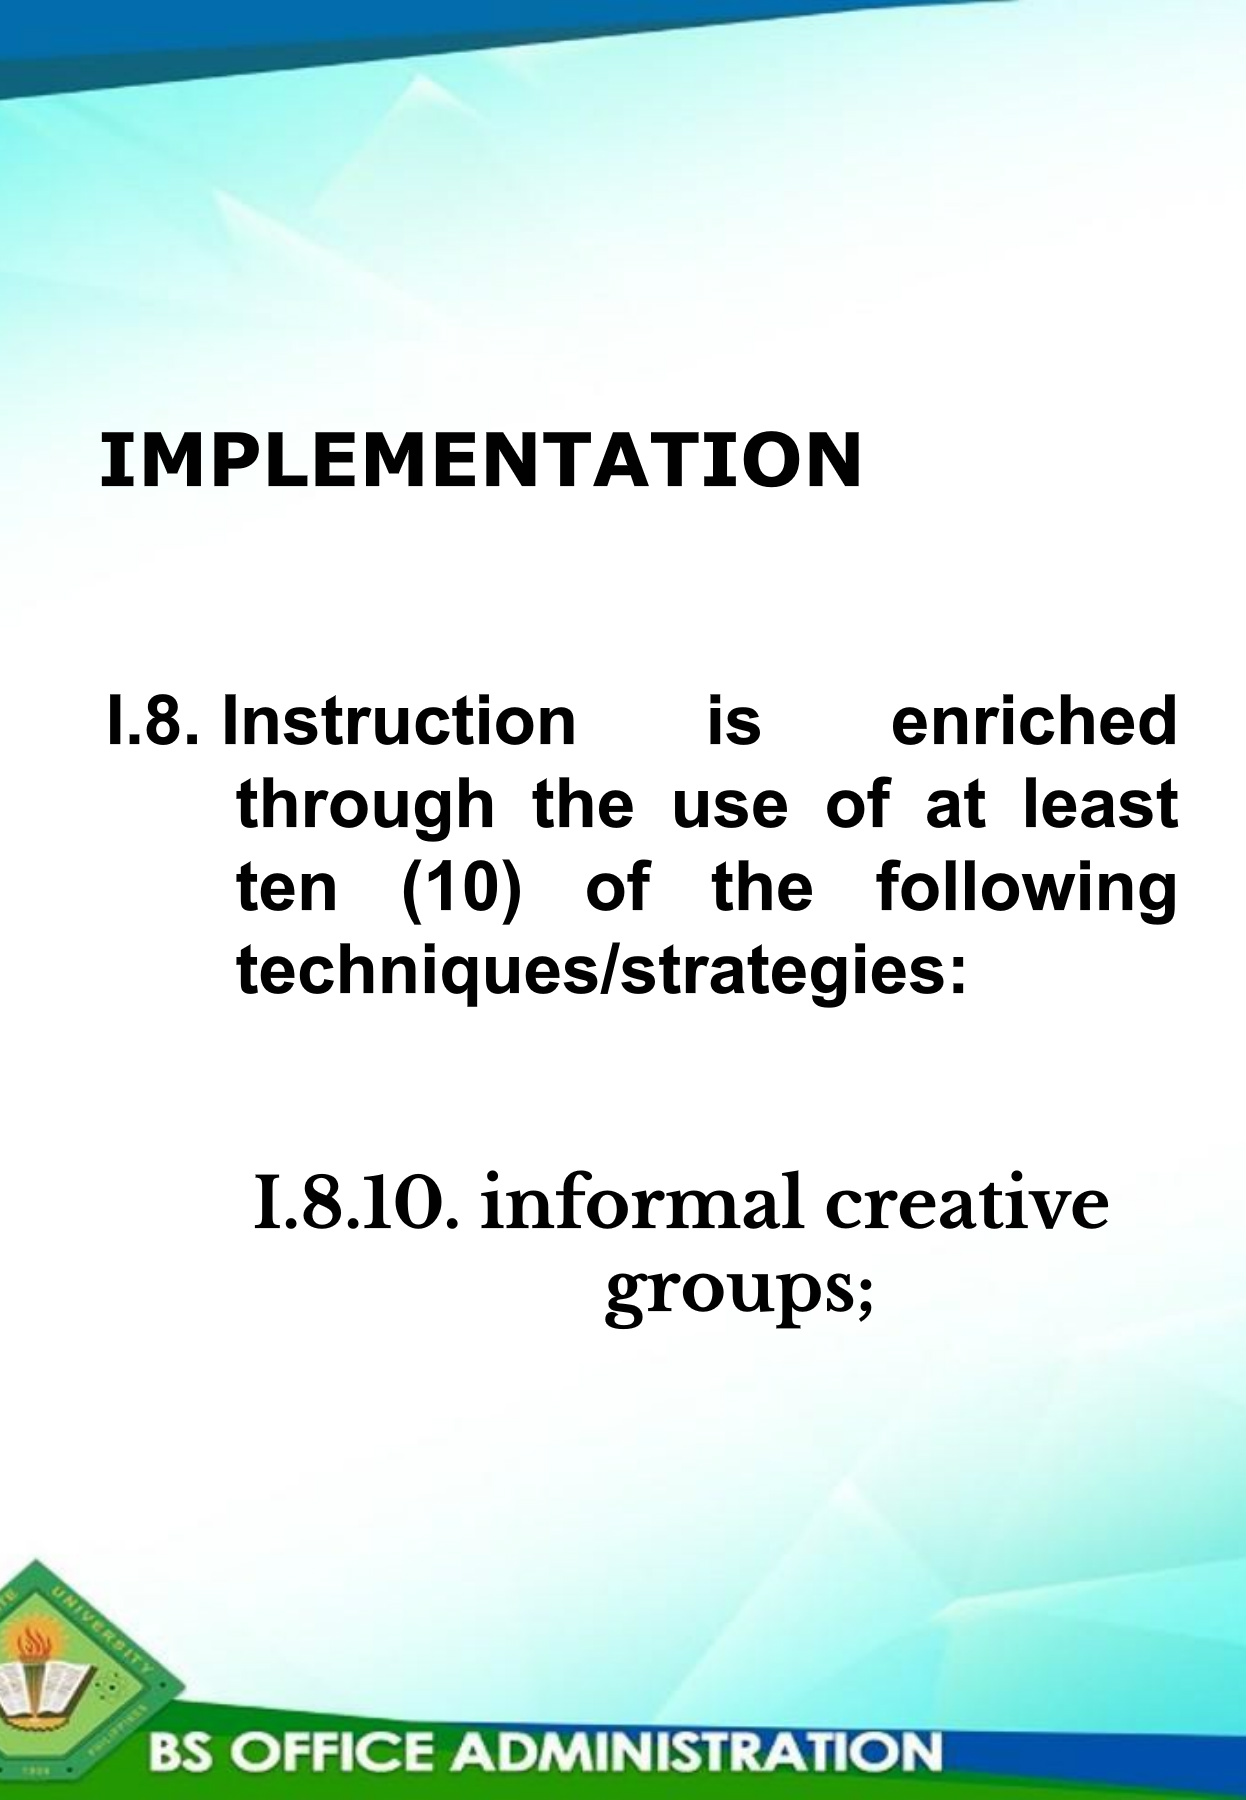 IMPLEMENTATION
I.8. Instruction is enriched
through the use of at least
ten (10) of the following
techniques/strategies:
I.8.10. informal creative
groups;
UNIVERSITY
PHILIPPINES
BS OFFICE ADMINISTRATION